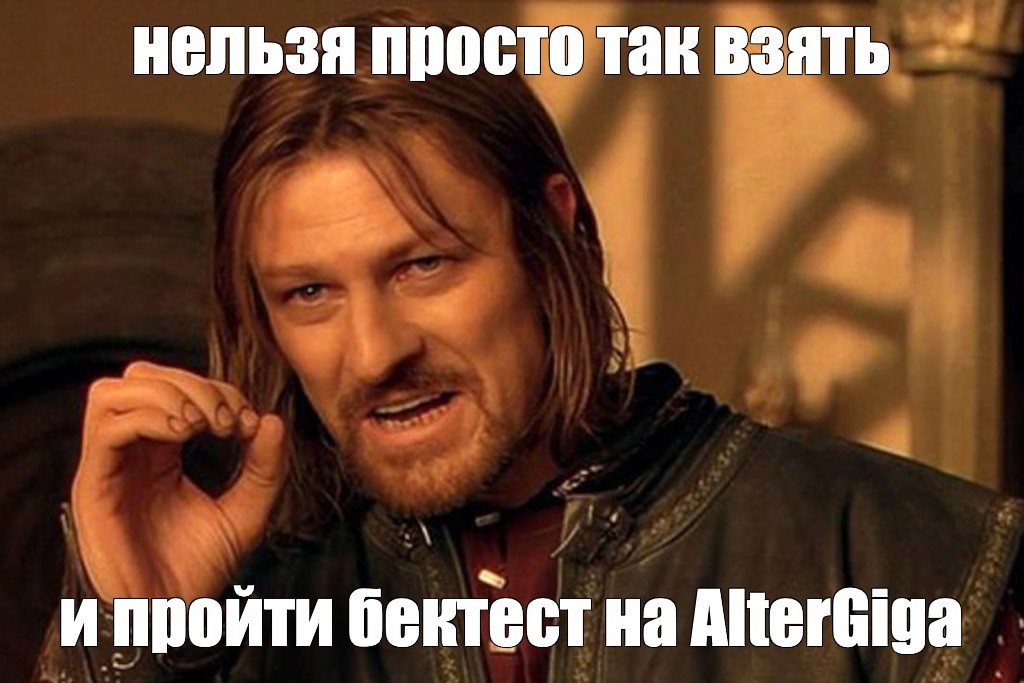 нельзя просто так взять
и пройти бектест на AlterGiga